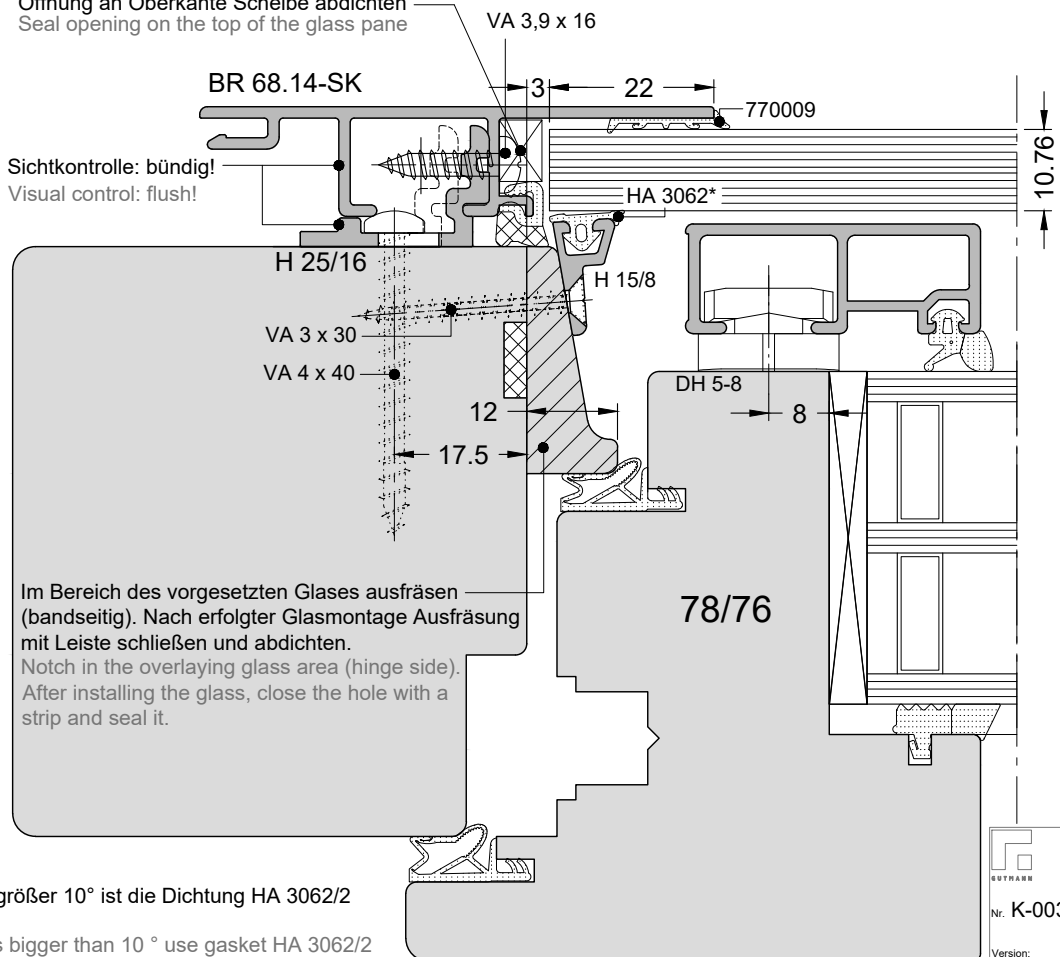 Öffnung an Oberkante Scheibe abdichten
Seal opening on the top of the glass pane
VA 3,9 x 16
BR 68.14-SK
3
22
770009
10.76
Sichtkontrolle: bündig!
Visual control: flush!
HA 3062*
H 25/16
H 15/8
VA 3 x 30
VA 4 x 40
DH 5-8
12
8
17.5
Im Bereich des vorgesetzten Glases ausfräsen
(bandseitig). Nach erfolgter Glasmontage Ausfräsung
mit Leiste schließen und abdichten.
Notch in the overlaying glass area (hinge side).
After installing the glass, close the hole with a
strip and seal it.
78/76
größer 10° ist die Dichtung HA 3062/2
bigger than 10 ° use gasket HA 3062/2
GUTMANN
Nr. K-003
Version: